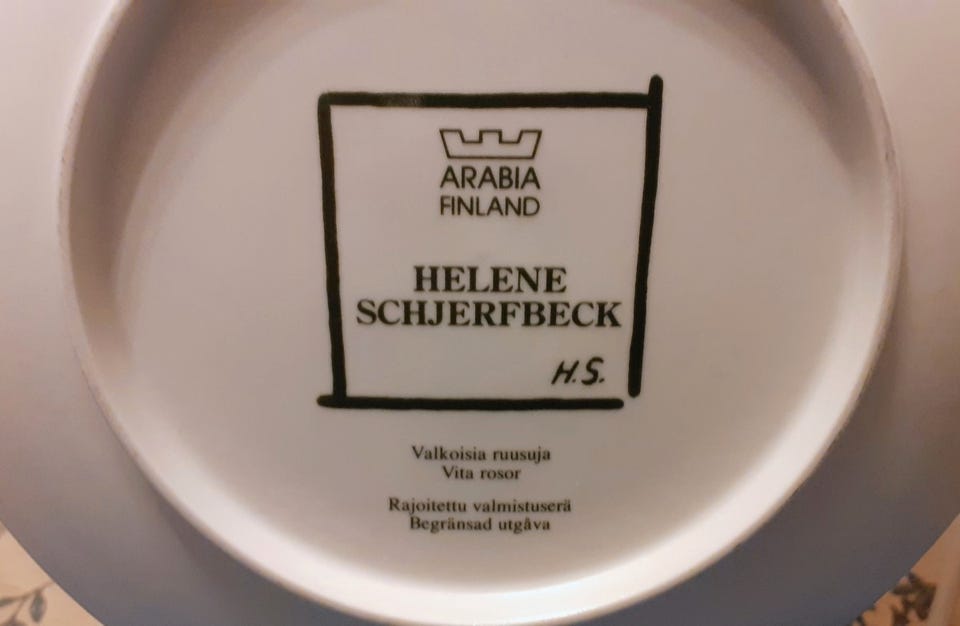 ARABIA
FINLAND
HELENE
SCHJERFBECK
H.S.
Valkoisia ruusuja
Vita rosor
Rajoitettu valmistuserä
Begränsad utgåva